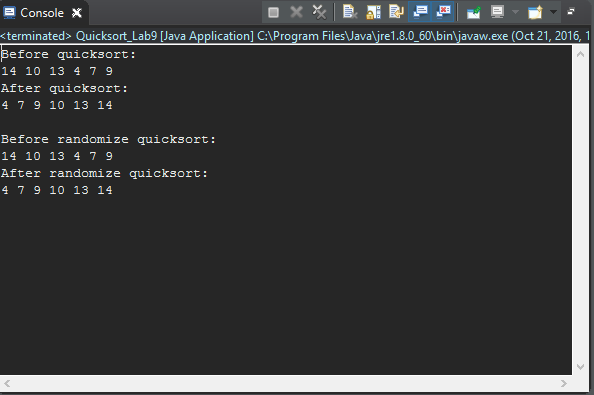 Console
<terminated> Quicksort_Lab9 [Java Application] C:\Program Files\Java\jre1.8.0_60\bin\javaw.exe (Oct 21, 2016, 1
Before quicksort:
14 10 13 4 7 9
After quicksort:
4 7 9 10 13 14
Before randomize quicksort:
14 10 13 4 7 9
After randomize quicksort:
4 7 9 10 13 14